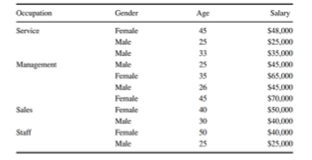 Occupation Gender Age Salary
Service Female 45 $48,000
Male 25 $25,000
Male 33 $35,000
Management Male 25 $45,000
Female 35 $65,000
Male 26 $45,000
Female 45 $70,000
Sales Female 40 $50,000
Male 30 $40,000
Staff Female 50 $40,000
Male 25 $25,000